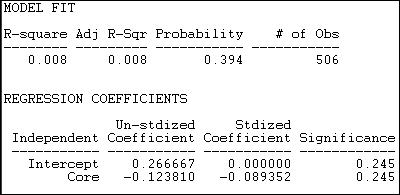 MODEL FIT
R-square Adj R-Sqr Probability # of Obs
0.008 0.008 0.394 506
REGRESSION COEFFICIENTS
Un-stdized Stdized
Independent Coefficient Coefficient Significance
Intercept 0.266667 0.000000 0.245
Core -0.123810 -0.089352 0.245